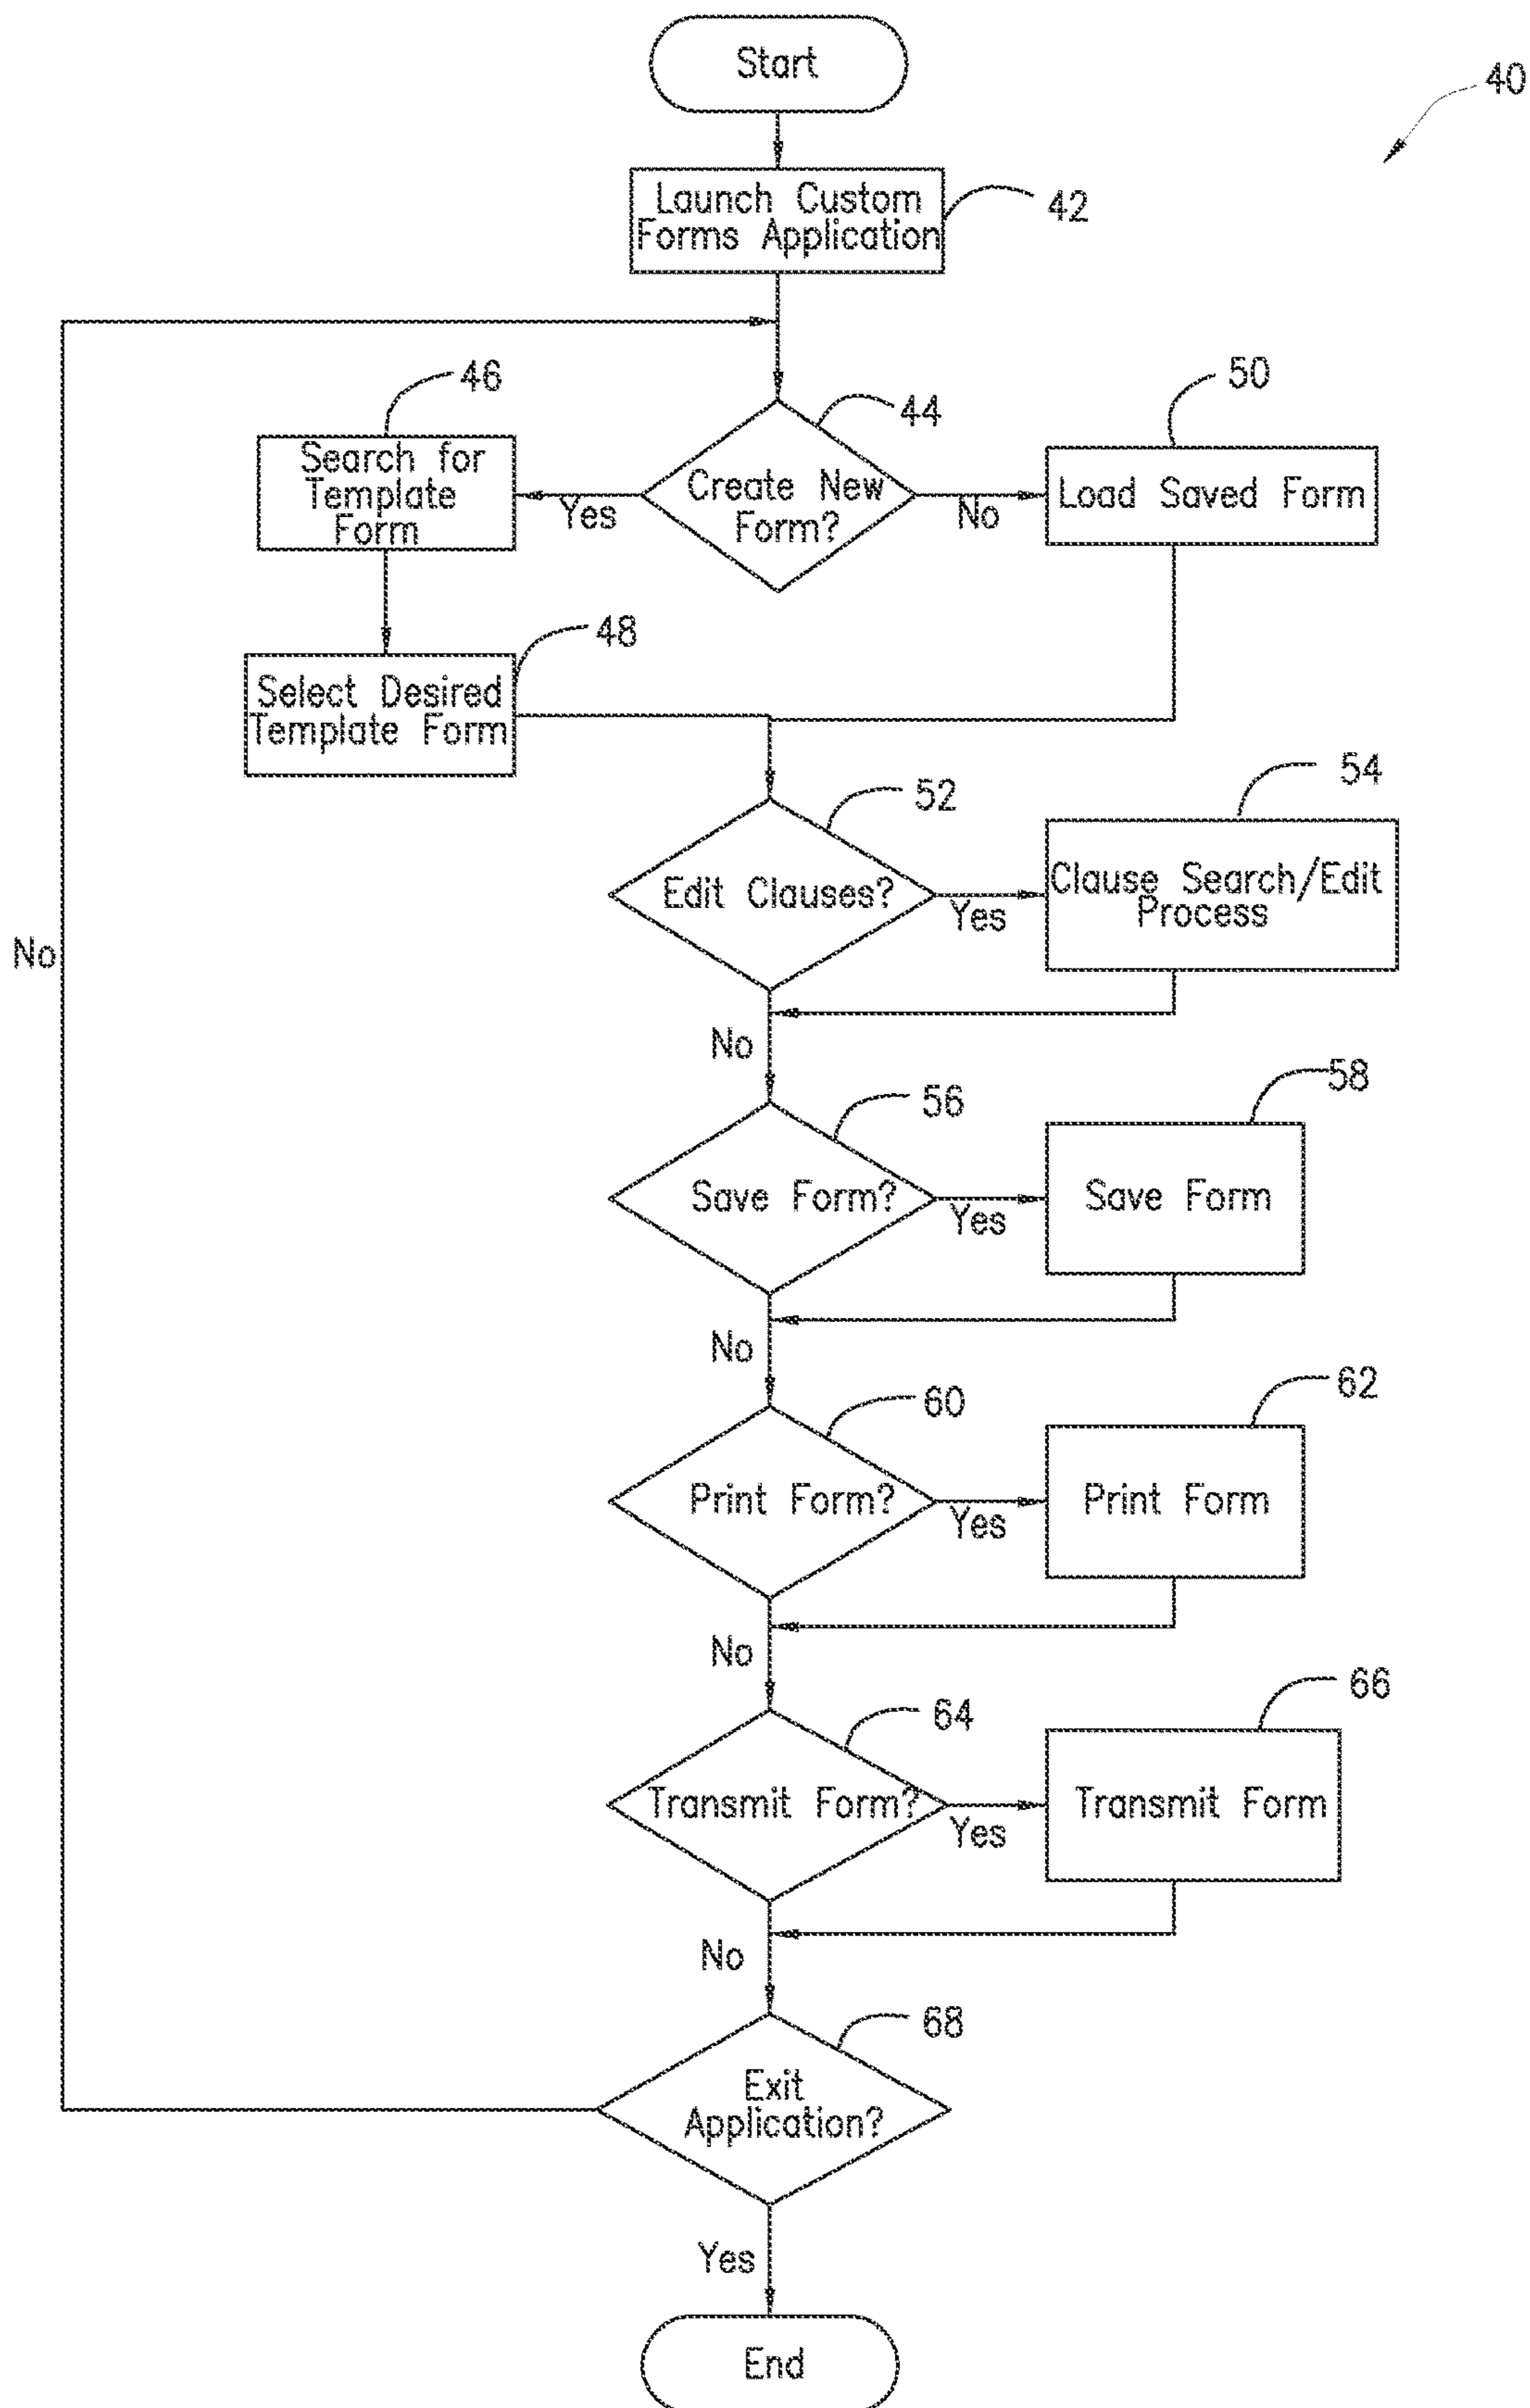 Start
40
Launch Custom
Forms Application
42
46
50
44
Search for
Template
Form
Yes
Create New
Form?
No
Load Saved Form
48
Select Desired
Template Form
52
54
Edit Clauses?
Yes
Clause Search/Edit
Process
No
No
56
58
Save Form?
Yes
Save Form
No
60
62
Print Form?
Yes
Print Form
No
64
66
Transmit Form?
Yes
Transmit Form
No
68
Exit
Application?
Yes
End